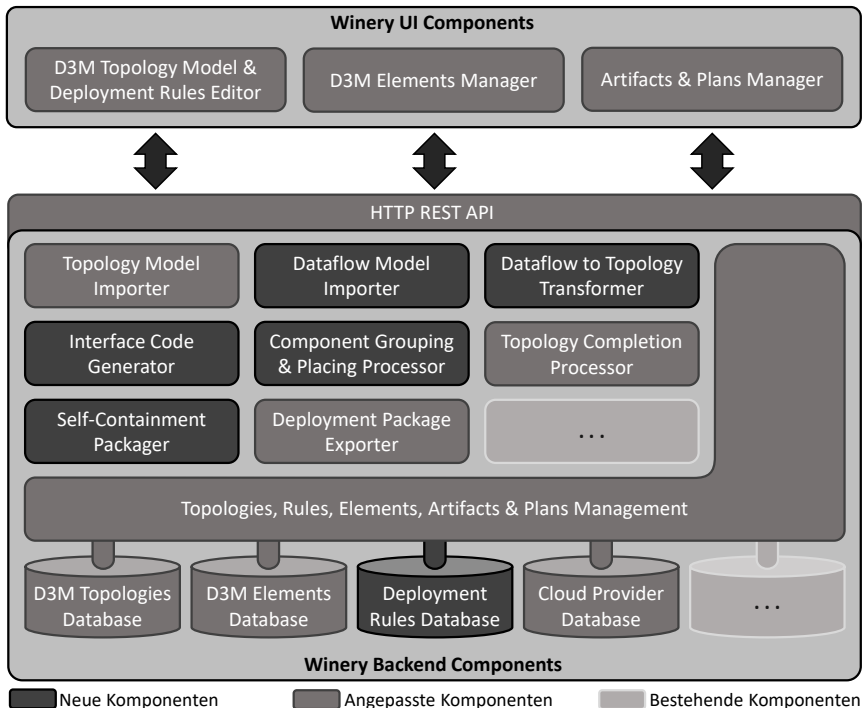 Winery UI Components
D3M Topology Model &
Deployment Rules Editor
D3M Elements Manager
Artifacts & Plans Manager
HTTP REST API
Topology Model
Importer
Dataflow Model
Importer
Dataflow to Topology
Transformer
Interface Code
Generator
Component Grouping
& Placing Processor
Topology Completion
Processor
Self-Containment
Packager
Deployment Package
Exporter
...
Topologies, Rules, Elements, Artifacts & Plans Management
D3M Topologies
Database
D3M Elements
Database
Deployment
Rules Database
Cloud Provider
Database
...
Winery Backend Components
Neue Komponenten
Angepasste Komponenten
Bestehende Komponenten